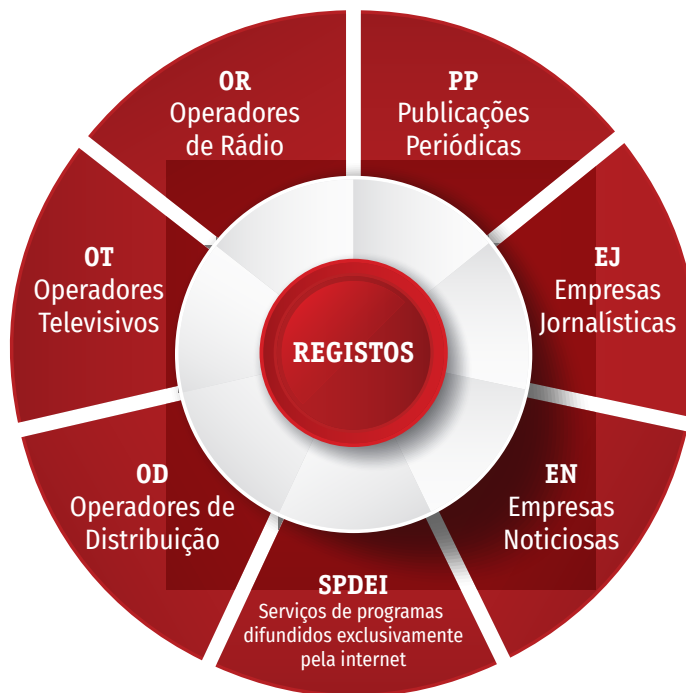 OR
Operadores
de Rádio
PP
Publicações
Periódicas
EJ
Empresas
Jornalísticas
EN
Empresas
Noticiosas
SPDEI
Serviços de programas
difundidos exclusivamente
pela internet
OD
Operadores de
Distribuição
OT
Operadores
Televisivos
REGISTOS